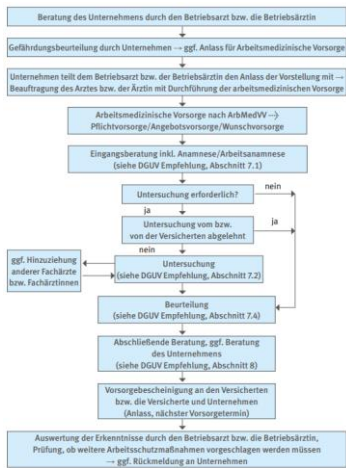 Beratung des Unternehmens durch den Betriebsarzt bzw. die Betriebsärztin
Gefährdungsbeurteilung durch Unternehmen → ggf. Anlass für Arbeitsmedizinische Vorsorge
Unternehmen teilt dem Betriebsarzt bzw. der Betriebsärztin den Anlass der Vorstellung mit →
Beauftragung des Arztes bzw. der Ärztin mit Durchführung der arbeitsmedizinischen Vorsorge
Arbeitsmedizinische Vorsorge nach ArbMedVV -->
Pflichtvorsorge/Angebotsvorsorge/Wunschvorsorge
Eingangsberatung inkl. Anamnese/Arbeitsanamnese
(siehe DGUV Empfehlung, Abschnitt 7.1)
nein
Untersuchung erforderlich?
ja
Untersuchung vom bzw.
von der Versicherten abgelehnt
ja
nein
ggf. Hinzuziehung
anderer Fachärzte
bzw. Fachärztinnen
Untersuchung
(siehe DGUV Empfehlung, Abschnitt 7.2)
Beurteilung
(siehe DGUV Empfehlung, Abschnitt 7.4)
Abschließende Beratung, ggf. Beratung
des Unternehmens
(siehe DGUV Empfehlung, Abschnitt 8)
Vorsorgebescheinigung an den Versicherten
bzw. die Versicherte und Unternehmen
(Anlass, nächster Vorsorgetermin)
Auswertung der Erkenntnisse durch den Betriebsarzt bzw. die Betriebsärztin,
Prüfung, ob weitere Arbeitsschutzmaßnahmen vorgeschlagen werden müssen
→ ggf. Rückmeldung an Unternehmen